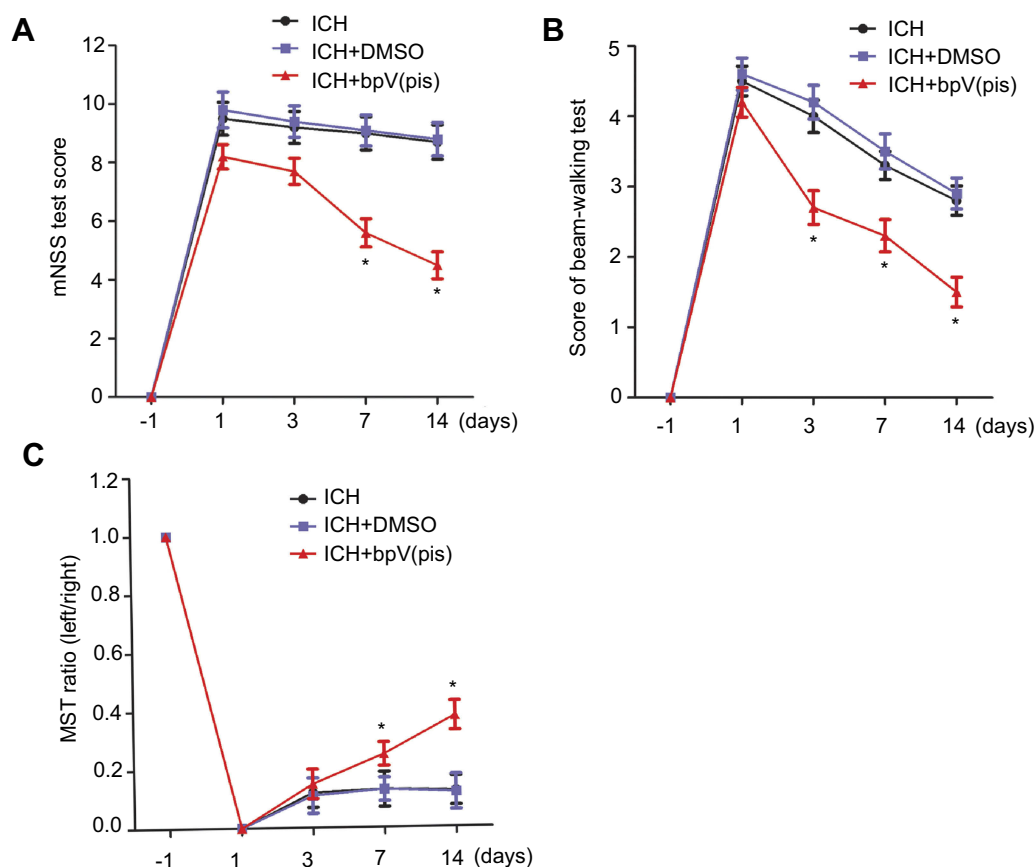 A
ICH
ICH+DMSO
ICH+bpV(pis)
mNSS test score
12
10
8
6
4
2
0
*
*
-1 1 3 7 14 (days)
B
ICH
ICH+DMSO
ICH+bpV(pis)
Score of beam-walking test
5
4
3
2
1
0
*
*
*
-1 1 3 7 14 (days)
C
ICH
ICH+DMSO
ICH+bpV(pis)
MST ratio (left/right)
1.2
1.0
0.8
0.6
0.4
0.2
0.0
*
*
-1 1 3 7 14 (days)